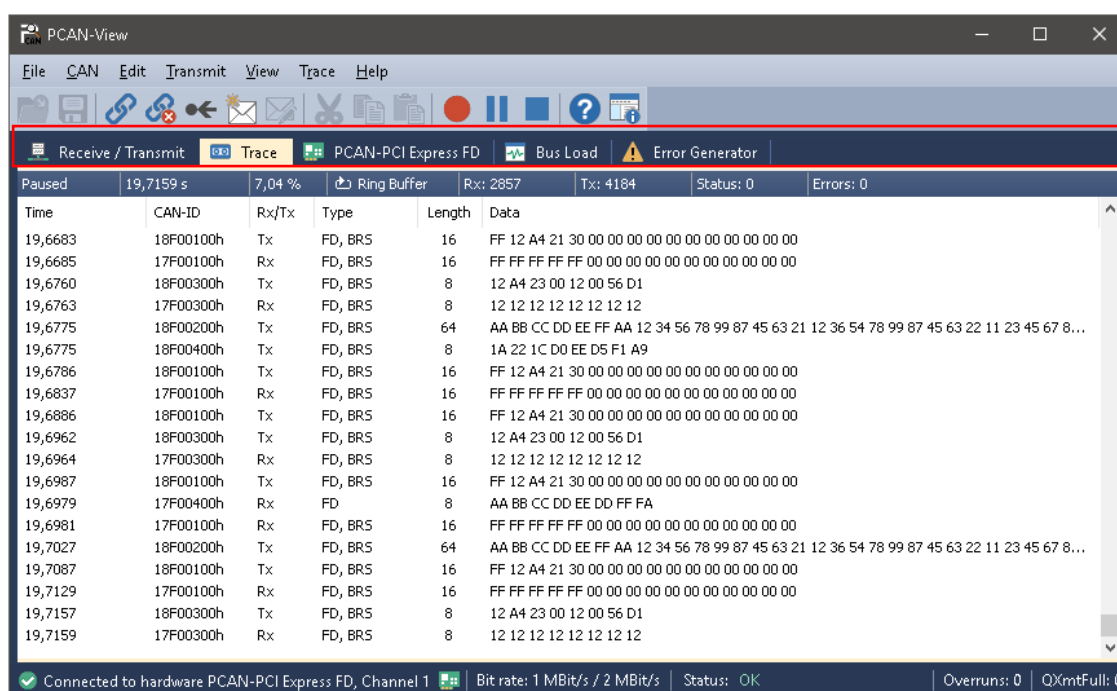 PCAN-View
File CAN Edit Transmit View Trace Help
Receive / Transmit Trace PCAN-PCI Express FD Bus Load Error Generator
Paused 19,7159 s 7,04 % Ring Buffer Rx: 2857 Tx: 4184 Status: 0 Errors: 0
Time CAN-ID Rx/Tx Type Length Data
19,6683 18F00100h Tx FD, BRS 16 FF 12 A4 21 30 00 00 00 00 00 00 00 00 00 00 00
19,6685 17F00100h Rx FD, BRS 16 FF FF FF FF FF 00 00 00 00 00 00 00 00 00 00 00
19,6760 18F00300h Tx FD, BRS 8 12 A4 23 00 12 00 56 D1
19,6763 17F00300h Rx FD, BRS 8 12 12 12 12 12 12 12 12
19,6775 18F00200h Tx FD, BRS 64 AA BB CC DD EE FF AA 12 34 56 78 99 87 45 63 21 12 36 54 78 99 87 45 63 22 11 23 45 67 8...
19,6775 18F00400h Tx FD, BRS 8 1A 22 1C D0 EE D5 F1 A9
19,6786 18F00100h Tx FD, BRS 16 FF 12 A4 21 30 00 00 00 00 00 00 00 00 00 00 00
19,6837 17F00100h Rx FD, BRS 16 FF FF FF FF FF 00 00 00 00 00 00 00 00 00 00 00
19,6886 18F00100h Tx FD, BRS 16 FF 12 A4 21 30 00 00 00 00 00 00 00 00 00 00 00
19,6962 18F00300h Tx FD, BRS 8 12 A4 23 00 12 00 56 D1
19,6964 17F00300h Rx FD, BRS 8 12 12 12 12 12 12 12 12
19,6987 18F00100h Tx FD, BRS 16 FF 12 A4 21 30 00 00 00 00 00 00 00 00 00 00 00
19,6979 17F00400h Rx FD 8 AA BB CC DD EE DD FF FA
19,6981 17F00100h Rx FD, BRS 16 FF FF FF FF FF 00 00 00 00 00 00 00 00 00 00 00
19,7027 18F00200h Tx FD, BRS 64 AA BB CC DD EE FF AA 12 34 56 78 99 87 45 63 21 12 36 54 78 99 87 45 63 22 11 23 45 67 8...
19,7087 18F00100h Tx FD, BRS 16 FF 12 A4 21 30 00 00 00 00 00 00 00 00 00 00 00
19,7129 17F00100h Rx FD, BRS 16 FF FF FF FF FF 00 00 00 00 00 00 00 00 00 00 00
19,7157 18F00300h Tx FD, BRS 8 12 A4 23 00 12 00 56 D1
19,7159 17F00300h Rx FD, BRS 8 12 12 12 12 12 12 12 12
Connected to hardware PCAN-PCI Express FD, Channel 1 Bit rate: 1 MBit/s / 2 MBit/s Status: OK Overruns: 0 QXmtFull: